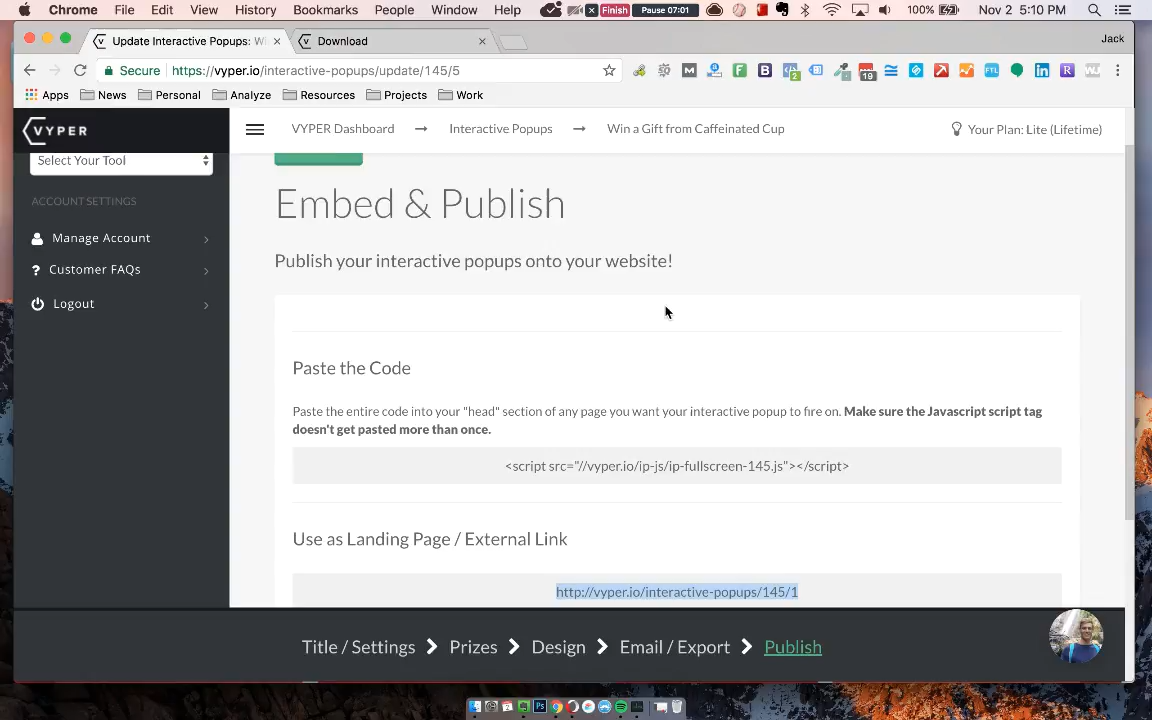 Chrome File Edit View History Bookmarks People Window Help Finish Pause 07:01 100% Nov 2 5:10 PM
Update Interactive Popups: W Download Jack
Secure https://vyper.io/interactive-popups/update/145/5
Apps News Personal Analyze Resources Projects Work
VYPER
VYPER Dashboard → Interactive Popups → Win a Gift from Caffeinated Cup Your Plan: Lite (Lifetime)
Select Your Tool
ACCOUNT SETTINGS
Manage Account
? Customer FAQs
Logout
Embed & Publish
Publish your interactive popups onto your website!
Paste the Code
Paste the entire code into your "head" section of any page you want your interactive popup to fire on. Make sure the Javascript script tag
doesn't get pasted more than once.
<script src="//vyper.io/ip-js/ip-fullscreen-145.js"></script>
Use as Landing Page / External Link
http://vyper.io/interactive-popups/145/1
Title / Settings Prizes Design Email / Export Publish